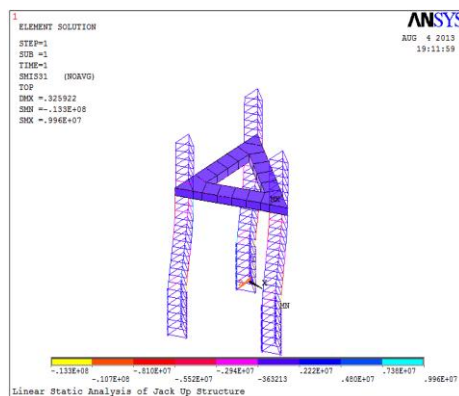 1
ELEMENT SOLUTION
STEP=1
SUB =1
TIME=1
SMIS31 (NOAVG)
TOP
DMX =.325922
SMN=-.133E+08
SMX=.996E+07
ANSYS
AUG 4 2013
19:11:59
MX
X
MN
-.133E+08 -.107E+08 -.810E+07 -.552E+07 -.294E+07 -363213 .222E+07 .480E+07 .738E+07 .996E+07
Linear Static Analysis of Jack Up Structure